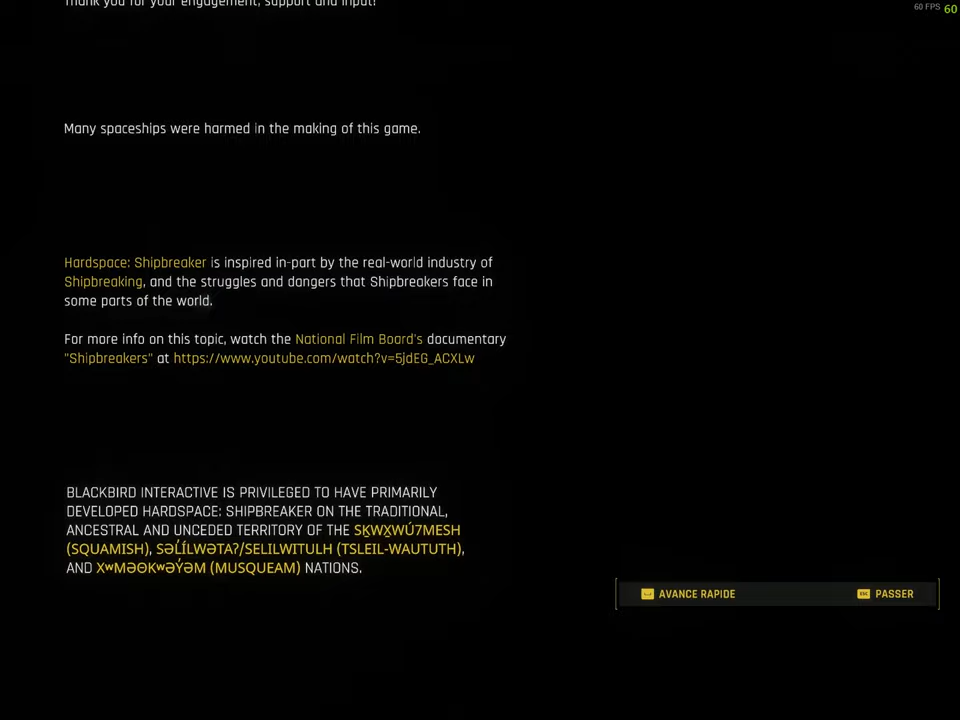 Thank you for your engagement, support and input!
60 FPS 60
Many spaceships were harmed in the making of this game.
Hardspace: Shipbreaker is inspired in-part by the real-world industry of
Shipbreaking, and the struggles and dangers that Shipbreakers face in
some parts of the world.
For more info on this topic, watch the National Film Board's documentary
"Shipbreakers" at https://www.youtube.com/watch?v=5jdEG_ACXLw
BLACKBIRD INTERACTIVE IS PRIVILEGED TO HAVE PRIMARILY
DEVELOPED HARDSPACE: SHIPBREAKER ON THE TRADITIONAL,
ANCESTRAL AND UNCEDED TERRITORY OF THE SḴWX̱WÚ7MESH
(SQUAMISH), SƏL̓ÍLWƏTAʔ/SELILWITULH (TSLEIL-WAUTUTH),
AND XʷMƏΘKʷƏY̓ƏM (MUSQUEAM) NATIONS.
AVANCE RAPIDE
PASSER